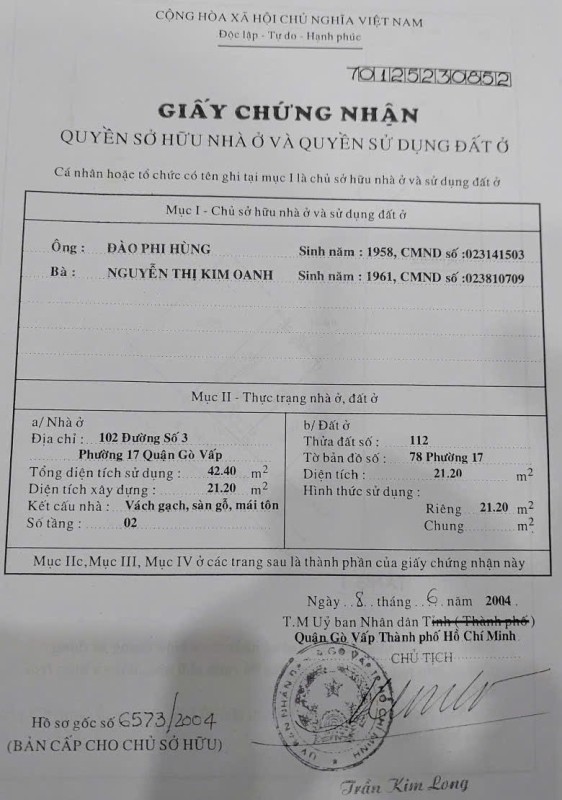 CỘNG HÒA XÃ HỘI CHỦ NGHĨA VIỆT NAM
Độc lập - Tự do - Hạnh phúc
70125230852
GIẤY CHỨNG NHẬN
QUYỀN SỞ HỮU NHÀ Ở VÀ QUYỀN SỬ DỤNG ĐẤT Ở
Cá nhân hoặc tổ chức có tên ghi tại mục I là chủ sở hữu nhà ở và sử dụng đất ở
Mục I - Chủ sở hữu nhà ở và sử dụng đất ở
Ông : ĐÀO PHI HÙNG Sinh năm : 1958, CMND số :023141503
Bà : NGUYỄN THỊ KIM OANH Sinh năm : 1961, CMND số :023810709
Mục II - Thực trạng nhà ở, đất ở
a/ Nhà ở
Địa chỉ : 102 Đường Số 3
Phường 17 Quận Gò Vấp
Tổng diện tích sử dụng : 42.40 m2
Diện tích xây dựng : 21.20 m2
Kết cấu nhà : Vách gạch, sàn gỗ, mái tôn
Số tầng : 02
b/ Đất ở
Thửa đất số : 112
Tờ bản đồ số : 78 Phường 17
Diện tích : 21.20 m2
Hình thức sử dụng :
Riêng 21.20 m2
Chung m2
Mục IIc, Mục III, Mục IV ở các trang sau là thành phần của giấy chứng nhận này
Ngày 8 tháng 6 năm 2004
T.M Uỷ ban Nhân dân Tỉnh ( Thành phố )
Quận Gò Vấp Thành phố Hồ Chí Minh
CHỦ TỊCH
Hồ sơ gốc số 6573/2004
(BẢN CẤP CHO CHỦ SỞ HỮU)
Trần Kim Long